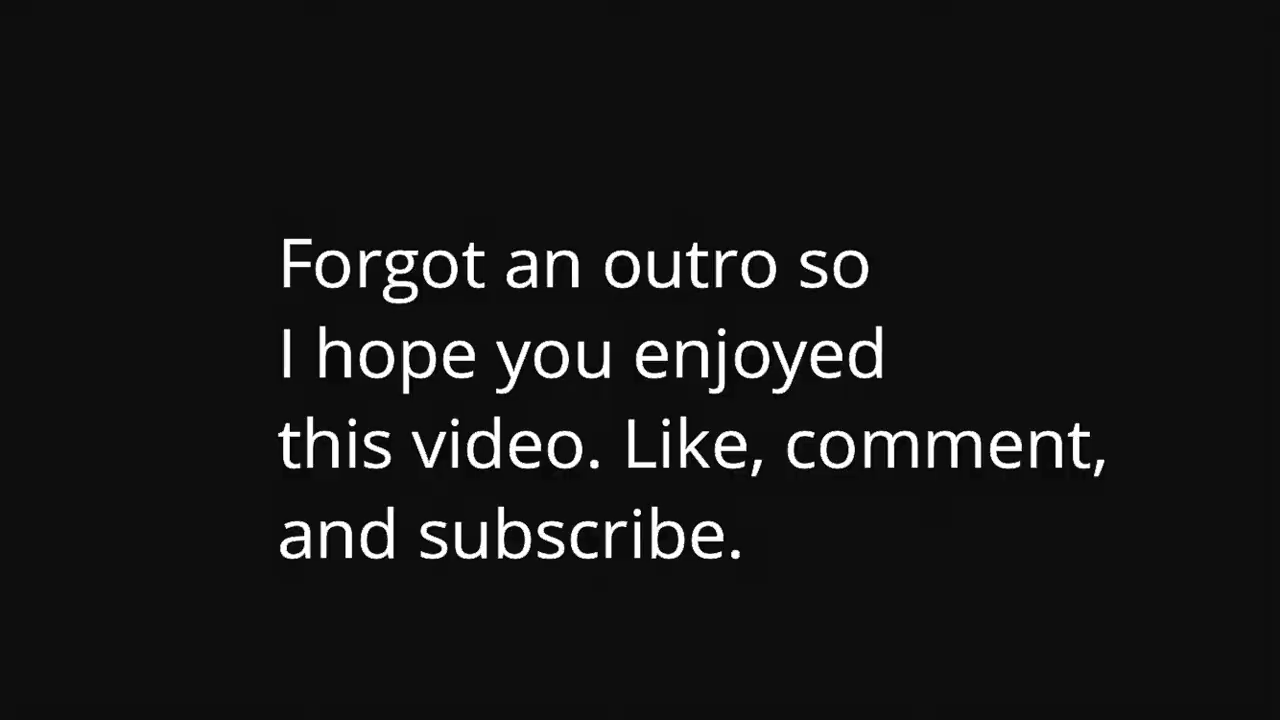 Forgot an outro so
I hope you enjoyed
this video. Like, comment,
and subscribe.